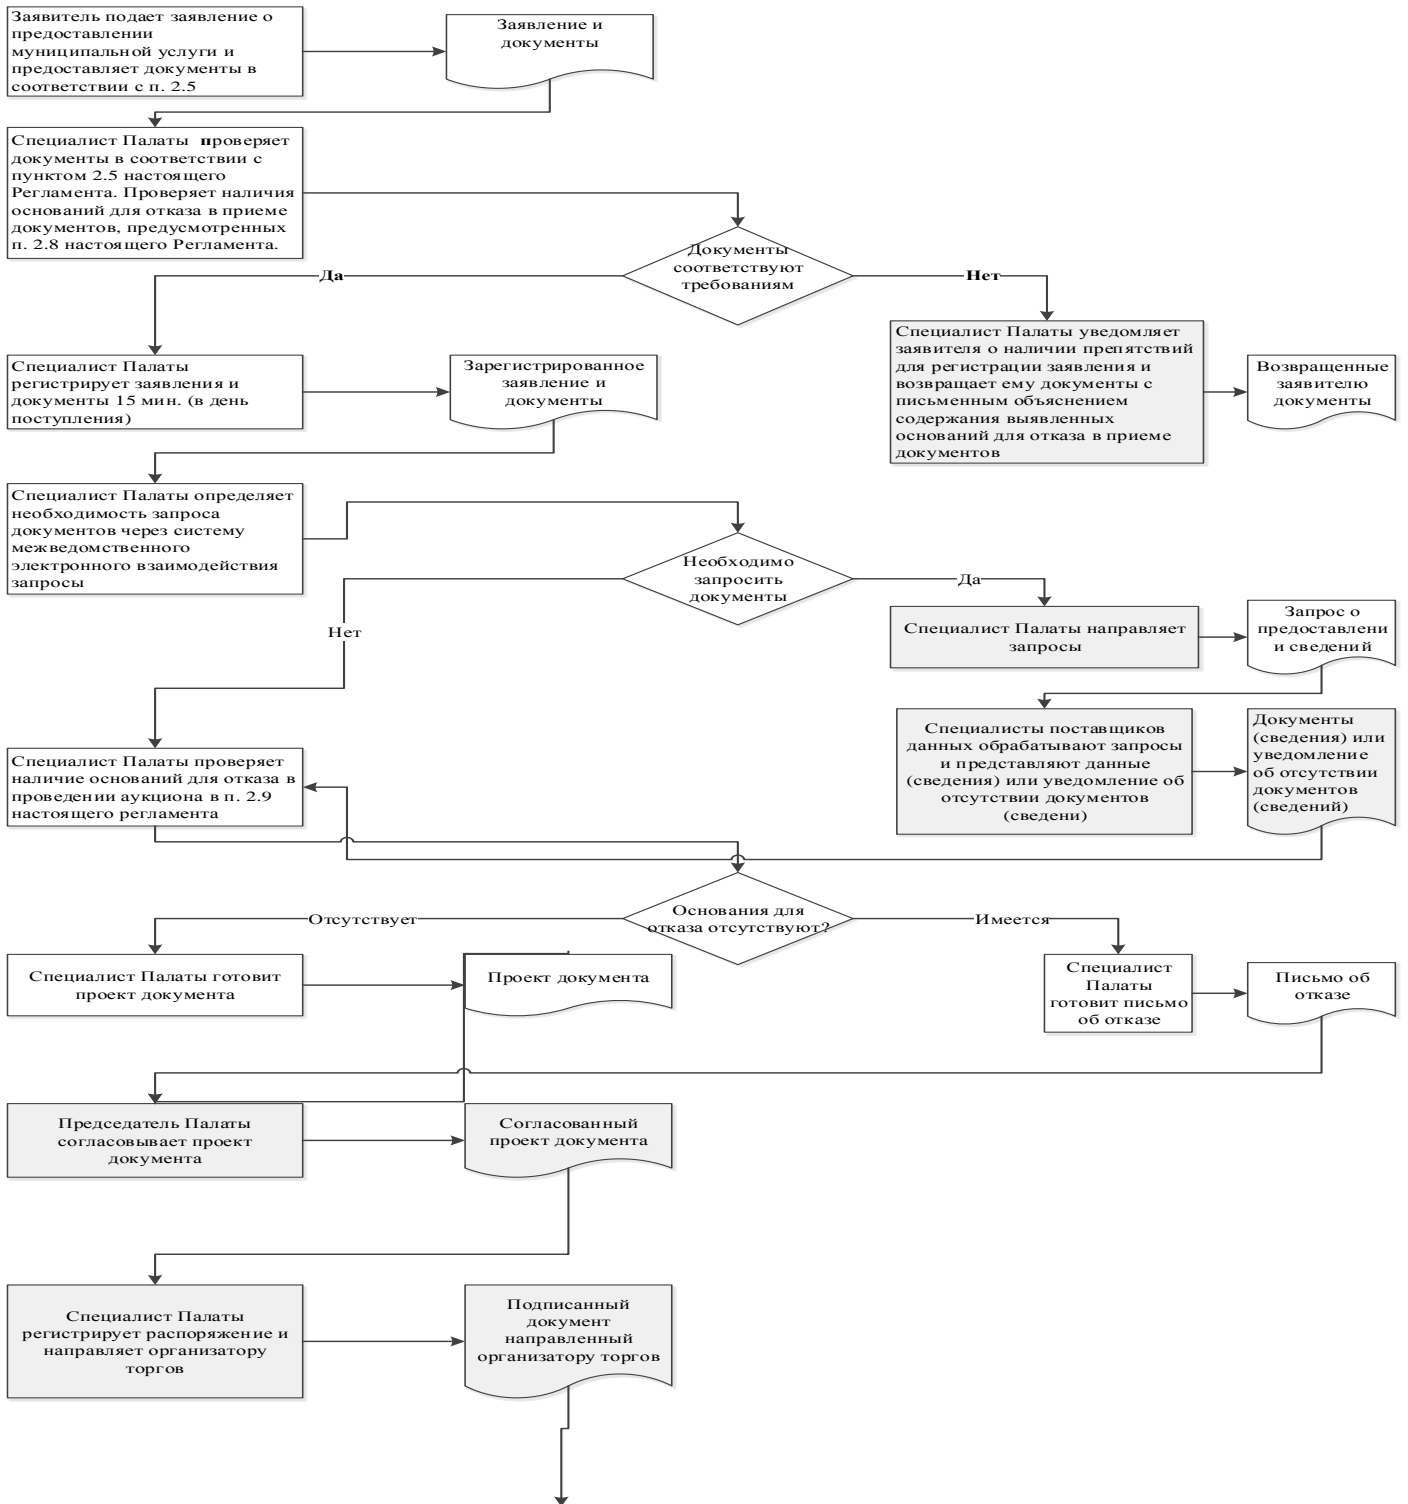 Заявитель подает заявление о
предоставлении
муниципальной услуги и
предоставляет документы в
соответствии с п. 2.5
Заявление и
документы
Специалист Палаты проверяет
документы в соответствии с
пунктом 2.5 настоящего
Регламента. Проверяет наличия
оснований для отказа в приеме
документов, предусмотренных
п. 2.8 настоящего Регламента.
Документы
соответствуют
требованиям
Да
Нет
Специалист Палаты
регистрирует заявления и
документы 15 мин. (в день
поступления)
Зарегистрированное
заявление и
документы
Специалист Палаты уведомляет
заявителя о наличии препятствий
для регистрации заявления и
возвращает ему документы с
письменным объяснением
содержания выявленных
оснований для отказа в приеме
документов
Возвращенные
заявителю
документы
Специалист Палаты определяет
необходимость запроса
документов через систему
межведомственного
электронного взаимодействия
запросы
Необходимо
запросить
документы
Да
Нет
Специалист Палаты направляет
запросы
Запрос о
предоставлени
и сведений
Специалисты поставщиков
данных обрабатывают запросы
и представляют данные
(сведения) или уведомление об
отсутствии документов
(сведени)
Документы
(сведения) или
уведомление
об отсутствии
документов
(сведений)
Специалист Палаты проверяет
наличие оснований для отказа в
проведении аукциона в п. 2.9
настоящего регламента
Основания для
отказа отсутствуют?
Отсутствует
Имеется
Специалист Палаты готовит
проект документа
Проект документа
Специалист
Палаты
готовит письмо
об отказе
Письмо об
отказе
Председатель Палаты
согласовывает проект
документа
Согласованный
проект документа
Специалист Палаты
регистрирует распоряжение и
направляет организатору
торгов
Подписанный
документ
направленный
организатору торгов